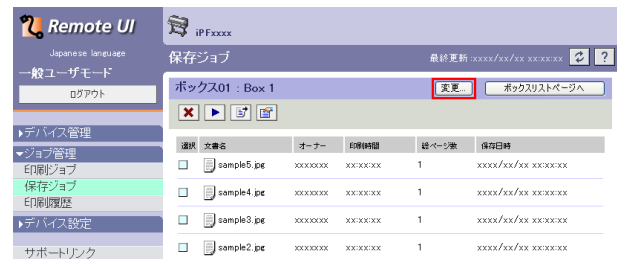 Remote UI
Japanese language
一般ユーザモード
ログアウト
▶デバイス管理
▼ジョブ管理
印刷ジョブ
保存ジョブ
印刷履歴
▶デバイス設定
サポートリンク
iPFxxxx
保存ジョブ 最終更新 :xxxx/xx/xx xx:xx:xx ?
ボックス01 : Box 1 変更... ボックスリストページへ
選択 文書名 オーナー 印刷時間 総ページ数 保存日時
sample5.jpg xxxxxxx xx:xx:xx 1 xxxx/xx/xx xx:xx:xx
sample4.jpg xxxxxxx xx:xx:xx 1 xxxx/xx/xx xx:xx:xx
sample3.jpg xxxxxxx xx:xx:xx 1 xxxx/xx/xx xx:xx:xx
sample2.jpg xxxxxxx xx:xx:xx 1 xxxx/xx/xx xx:xx:xx